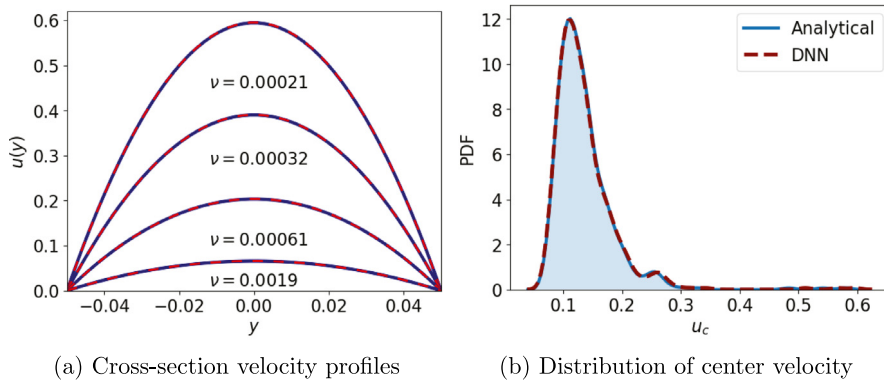 0.6
0.5
0.4
0.3
0.2
0.1
0.0
u(y)
ν = 0.00021
ν = 0.00032
ν = 0.00061
ν = 0.0019
−0.04 −0.02 0.00 0.02 0.04
y
(a) Cross-section velocity profiles
12
10
8
6
4
2
0
PDF
Analytical
DNN
0.1 0.2 0.3 0.4 0.5 0.6
u_c
(b) Distribution of center velocity